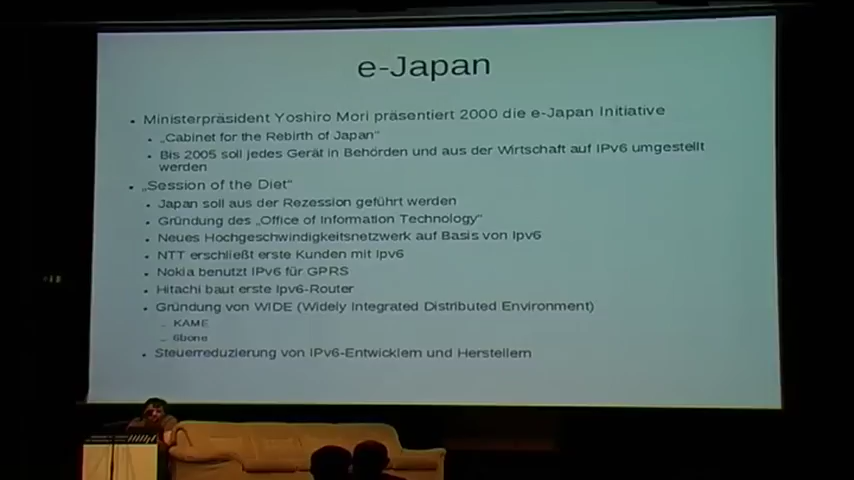 e-Japan
Ministerpräsident Yoshiro Mori präsentiert 2000 die e-Japan Initiative
„Cabinet for the Rebirth of Japan“
Bis 2005 soll jedes Gerät in Behörden und aus der Wirtschaft auf IPv6 umgestellt
werden
„Session of the Diet“
Japan soll aus der Rezession geführt werden
Gründung des „Office of Information Technology“
Neues Hochgeschwindigkeitsnetzwerk auf Basis von Ipv6
NTT erschließt erste Kunden mit Ipv6
Nokia benutzt IPv6 für GPRS
Hitachi baut erste Ipv6-Router
Gründung von WIDE (Widely Integrated Distributed Environment)
KAME
6bone
Steuerreduzierung von IPv6-Entwicklern und Herstellern